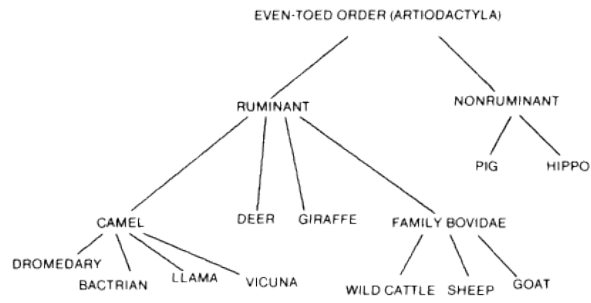 EVEN-TOED ORDER (ARTIODACTYLA)
RUMINANT
NONRUMINANT
PIG
HIPPO
CAMEL
DEER
GIRAFFE
FAMILY BOVIDAE
DROMEDARY
BACTRIAN
LLAMA
VICUNA
WILD CATTLE
SHEEP
GOAT